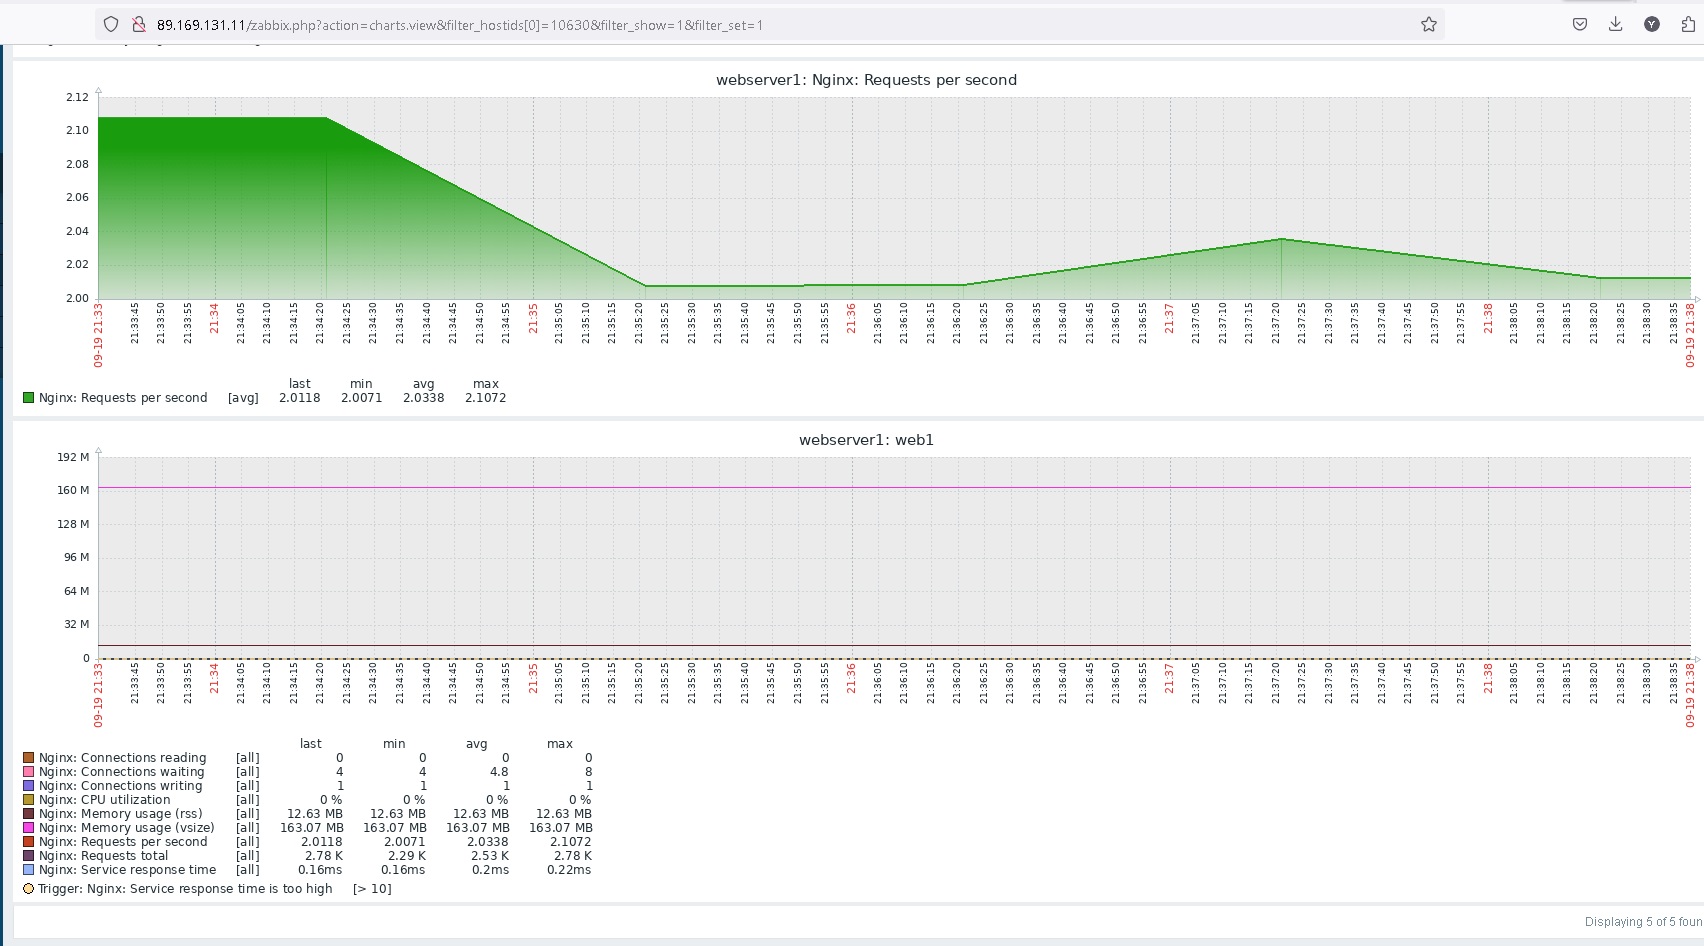 89.169.131.11/zabbix.php?action=charts.view&filter_hostids[0]=10630&filter_show=1&filter_set=1
webserver1: Nginx: Requests per second
2.12
2.10
2.08
2.06
2.04
2.02
2.00
09-19 21:33 21:33:45 21:33:50 21:33:55 21:34 21:34:05 21:34:10 21:34:15 21:34:20 21:34:25 21:34:30 21:34:35 21:34:40 21:34:45 21:34:50 21:34:55 21:35 21:35:05 21:35:10 21:35:15 21:35:20 21:35:25 21:35:30 21:35:35 21:35:40 21:35:45 21:35:50 21:35:55 21:36 21:36:05 21:36:10 21:36:15 21:36:20 21:36:25 21:36:30 21:36:35 21:36:40 21:36:45 21:36:50 21:36:55 21:37 21:37:05 21:37:10 21:37:15 21:37:20 21:37:25 21:37:30 21:37:35 21:37:40 21:37:45 21:37:50 21:37:55 21:38 21:38:05 21:38:10 21:38:15 21:38:20 21:38:25 21:38:30 21:38:35 09-19 21:38
last min avg max
Nginx: Requests per second [avg] 2.0118 2.0071 2.0338 2.1072
webserver1: web1
192 M
160 M
128 M
96 M
64 M
32 M
0
09-19 21:33 21:33:45 21:33:50 21:33:55 21:34 21:34:05 21:34:10 21:34:15 21:34:20 21:34:25 21:34:30 21:34:35 21:34:40 21:34:45 21:34:50 21:34:55 21:35 21:35:05 21:35:10 21:35:15 21:35:20 21:35:25 21:35:30 21:35:35 21:35:40 21:35:45 21:35:50 21:35:55 21:36 21:36:05 21:36:10 21:36:15 21:36:20 21:36:25 21:36:30 21:36:35 21:36:40 21:36:45 21:36:50 21:36:55 21:37 21:37:05 21:37:10 21:37:15 21:37:20 21:37:25 21:37:30 21:37:35 21:37:40 21:37:45 21:37:50 21:37:55 21:38 21:38:05 21:38:10 21:38:15 21:38:20 21:38:25 21:38:30 21:38:35 09-19 21:38
last min avg max
Nginx: Connections reading [all] 0 0 0 0
Nginx: Connections waiting [all] 4 4 4.8 8
Nginx: Connections writing [all] 1 1 1 1
Nginx: CPU utilization [all] 0 % 0 % 0 % 0 %
Nginx: Memory usage (rss) [all] 12.63 MB 12.63 MB 12.63 MB 12.63 MB
Nginx: Memory usage (vsize) [all] 163.07 MB 163.07 MB 163.07 MB 163.07 MB
Nginx: Requests per second [all] 2.0118 2.0071 2.0338 2.1072
Nginx: Requests total [all] 2.78 K 2.29 K 2.53 K 2.78 K
Nginx: Service response time [all] 0.16ms 0.16ms 0.2ms 0.22ms
Trigger: Nginx: Service response time is too high [> 10]
Displaying 5 of 5 foun